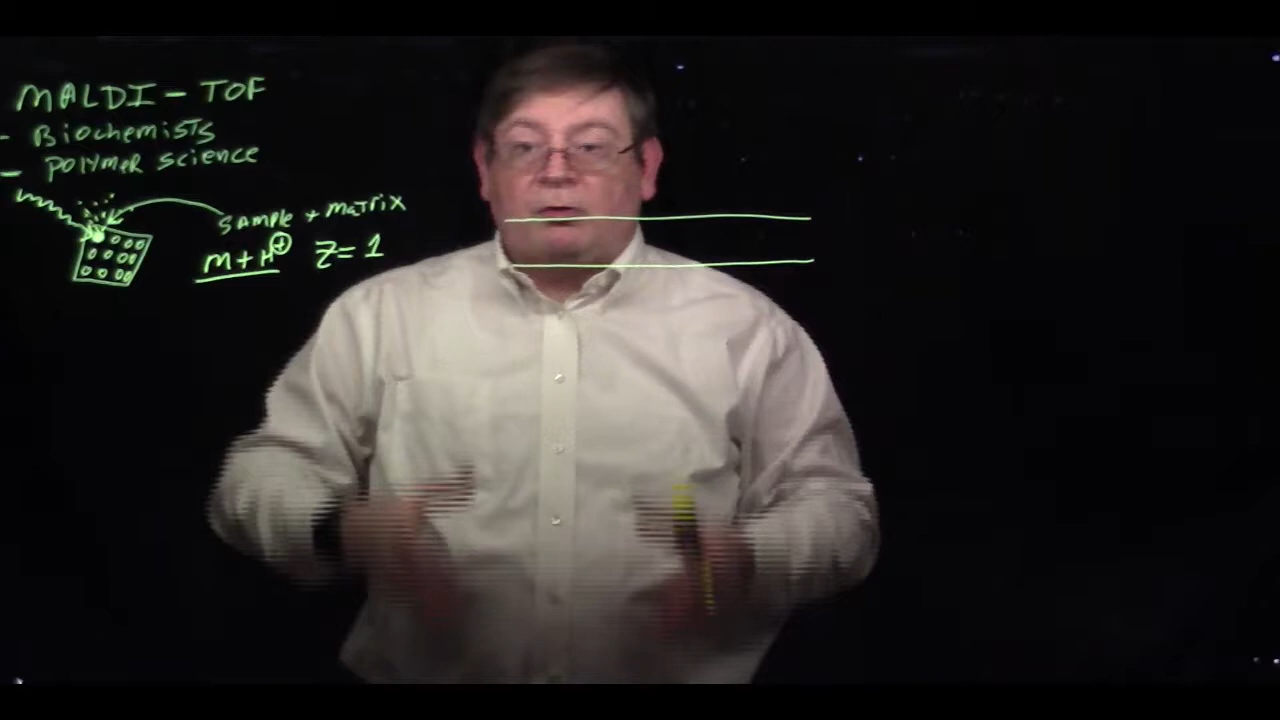 MALDI - TOF
- Biochemists
- Polymer science
Sample + matrix
M+H⊕ Z=1